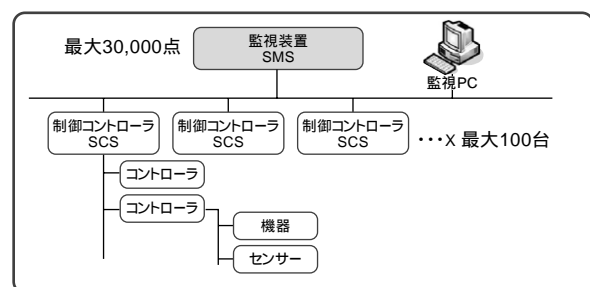 最大30,000点
監視装置
SMS
監視PC
制御コントローラ
SCS
制御コントローラ
SCS
制御コントローラ
SCS
・・・x 最大100台
コントローラ
コントローラ
機器
センサー